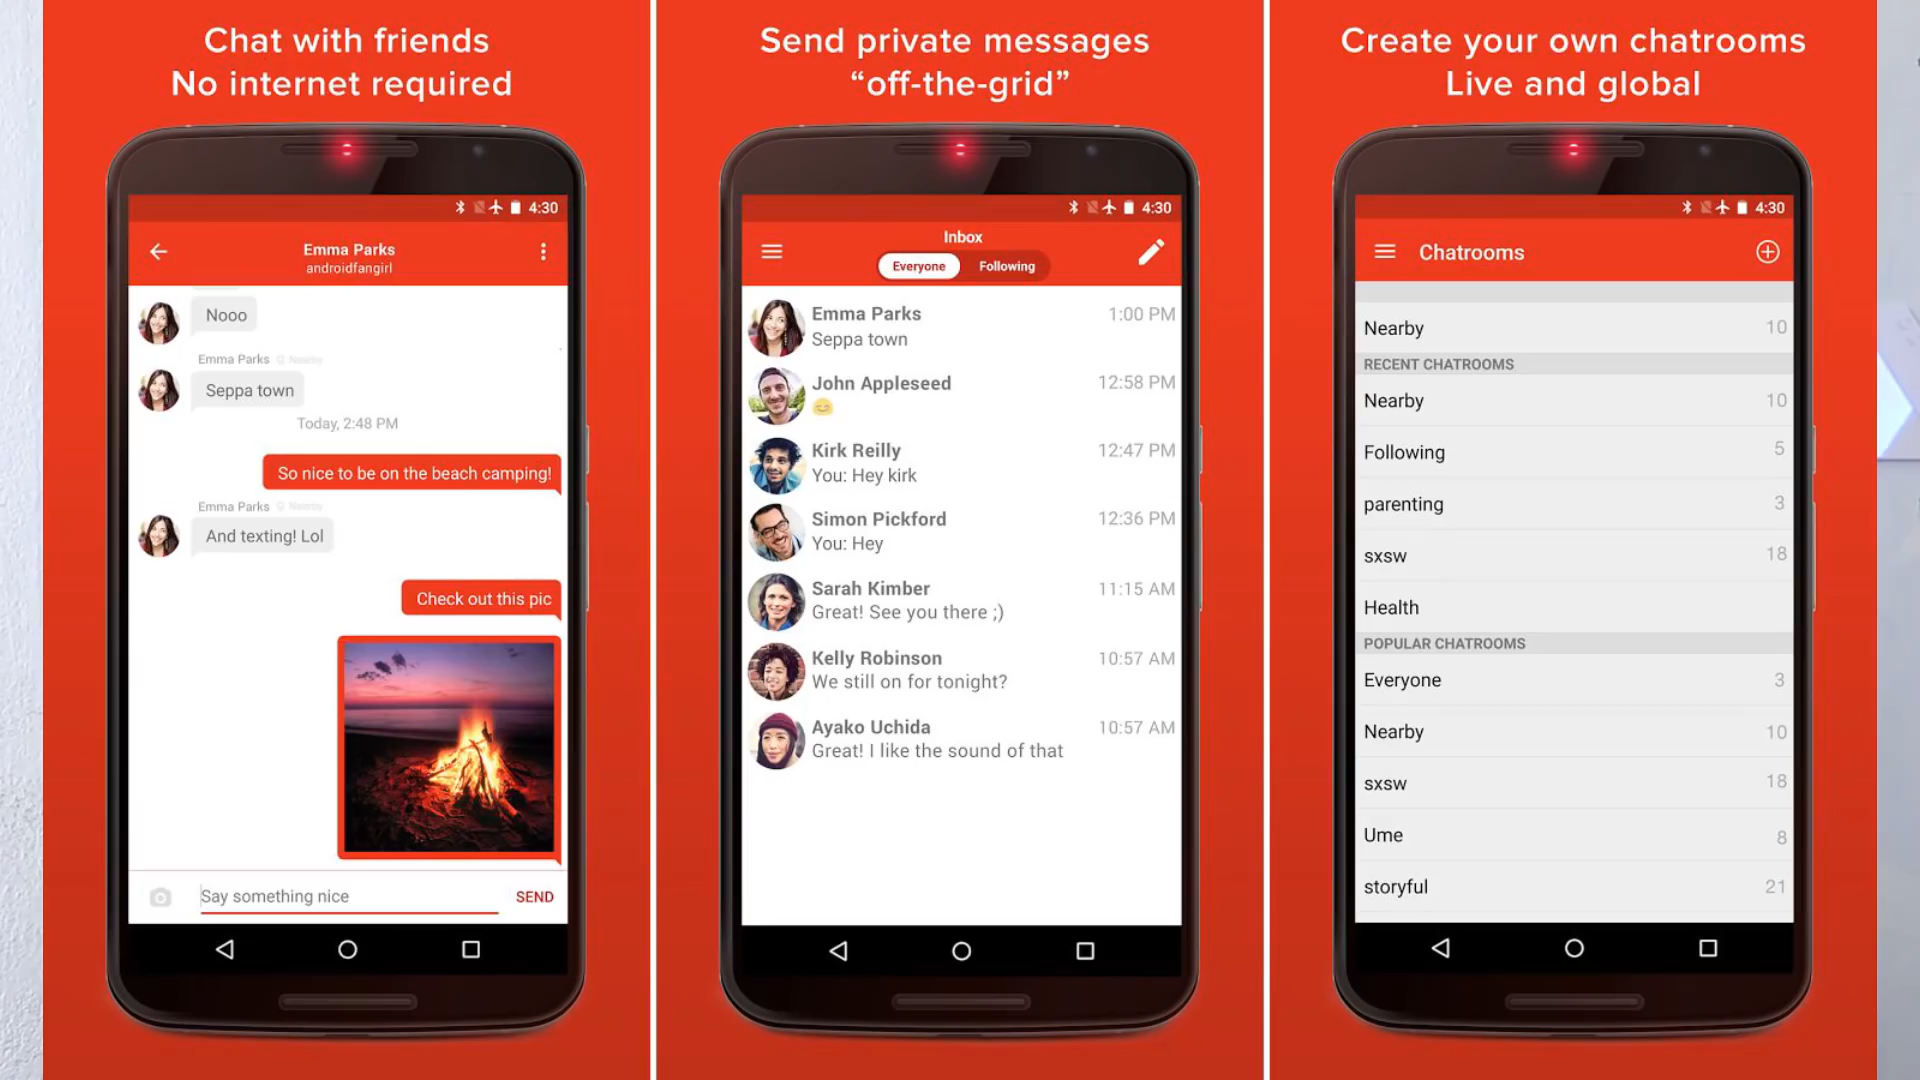 Chat with friends
No internet required
4:30
Emma Parks
androidfangirl
Nooo
Emma Parks Nearby
Seppa town
Today, 2:48 PM
So nice to be on the beach camping!
Emma Parks Nearby
And texting! Lol
Check out this pic
Say something nice
SEND
Send private messages
“off-the-grid”
4:30
Inbox
Everyone Following
Emma Parks 1:00 PM
Seppa town
John Appleseed 12:58 PM
Kirk Reilly 12:47 PM
You: Hey kirk
Simon Pickford 12:36 PM
You: Hey
Sarah Kimber 11:15 AM
Great! See you there ;)
Kelly Robinson 10:57 AM
We still on for tonight?
Ayako Uchida 10:57 AM
Great! I like the sound of that
Create your own chatrooms
Live and global
4:30
Chatrooms
Nearby 10
RECENT CHATROOMS
Nearby 10
Following 5
parenting 3
sxsw 18
Health
POPULAR CHATROOMS
Everyone 3
Nearby 10
sxsw 18
Ume 8
storyful 21